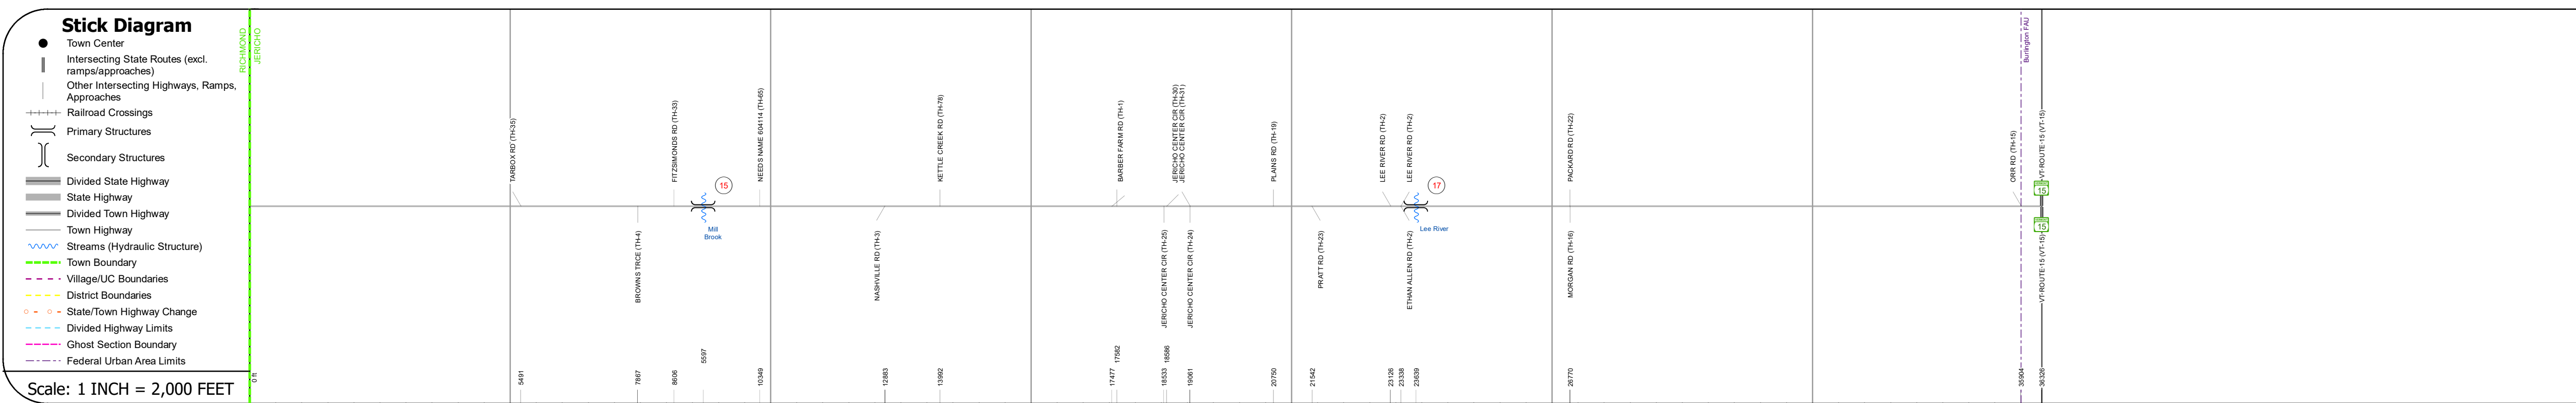 Stick Diagram
Town Center
Intersecting State Routes (excl.
ramps/approaches)
Other Intersecting Highways, Ramps,
Approaches
Railroad Crossings
Primary Structures
Secondary Structures
Divided State Highway
State Highway
Divided Town Highway
Town Highway
Streams (Hydraulic Structure)
Town Boundary
Village/UC Boundaries
District Boundaries
State/Town Highway Change
Divided Highway Limits
Ghost Section Boundary
Federal Urban Area Limits
Scale: 1 INCH = 2,000 FEET
RICHMOND
JERICHO
TARBOX RD (TH-35)
FITZSIMONDS RD (TH-33)
NEEDS NAME 604114 (TH-65)
KETTLE CREEK RD (TH-78)
BARBER FARM RD (TH-1)
JERICHO CENTER CIR (TH-30)
JERICHO CENTER CIR (TH-31)
PLAINS RD (TH-19)
LEE RIVER RD (TH-2)
LEE RIVER RD (TH-2)
PACKARD RD (TH-22)
ORR RD (TH-15)
Burlington FAU
VT-ROUTE-15 (VT-15)
15
17
15
15
Mill
Brook
Lee River
BROWNS TRCE (TH-4)
NASHVILLE RD (TH-3)
JERICHO CENTER CIR (TH-25)
JERICHO CENTER CIR (TH-24)
PRATT RD (TH-23)
ETHAN ALLEN RD (TH-2)
MORGAN RD (TH-16)
VT-ROUTE-15 (VT-15)
0 ft
5491
7867
8606
5597
10349
12883
13992
17477
17582
18533
18586
19061
20750
21542
23126
23338
23639
26770
35904
36326